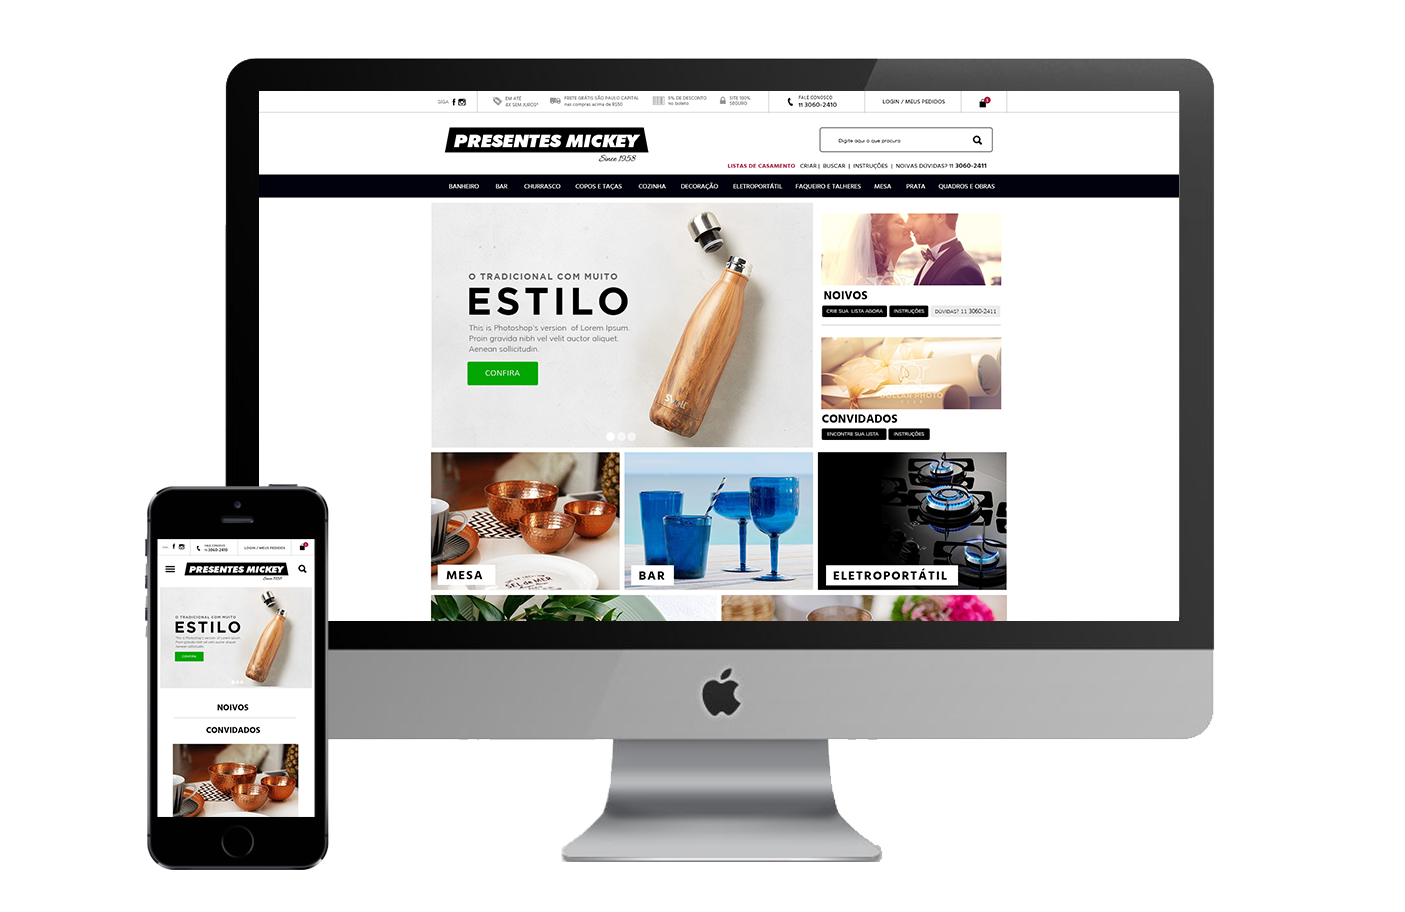 SIGA
EM ATÉ
4X SEM JUROS*
FRETE GRÁTIS SÃO PAULO CAPITAL
nas compras acima de R$50
5% DE DESCONTO
no boleto
SITE 100%
SEGURO
FALE CONOSCO
11 3060-2410
LOGIN / MEUS PEDIDOS
PRESENTES MICKEY
Since 1958
Digite aqui o que procura
LISTAS DE CASAMENTO CRIAR | BUSCAR | INSTRUÇÕES | NOIVAS DÚVIDAS? 11 3060-2411
BANHEIRO BAR CHURRASCO COPOS E TAÇAS COZINHA DECORAÇÃO ELETROPORTÁTIL FAQUEIRO E TALHERES MESA PRATA QUADROS E OBRAS
O TRADICIONAL COM MUITO
ESTILO
This is Photoshop's version of Lorem Ipsum.
Proin gravida nibh vel velit auctor aliquet.
Aenean sollicitudin.
CONFIRA
S'well
NOIVOS
CRIE SUA LISTA AGORA INSTRUÇÕES DÚVIDAS? 11 3060-2411
DOLLAR PHOTO
CLUB
CONVIDADOS
ENCONTRE SUA LISTA INSTRUÇÕES
MESA
BAR
ELETROPORTÁTIL
FALE CONOSCO
11 3060-2410
LOGIN / MEUS PEDIDOS
PRESENTES MICKEY
Since 1958
O TRADICIONAL COM MUITO
ESTILO
This is Photoshop's version of Lorem Ipsum.
Proin gravida nibh vel velit auctor aliquet.
Aenean sollicitudin.
CONFIRA
NOIVOS
CONVIDADOS